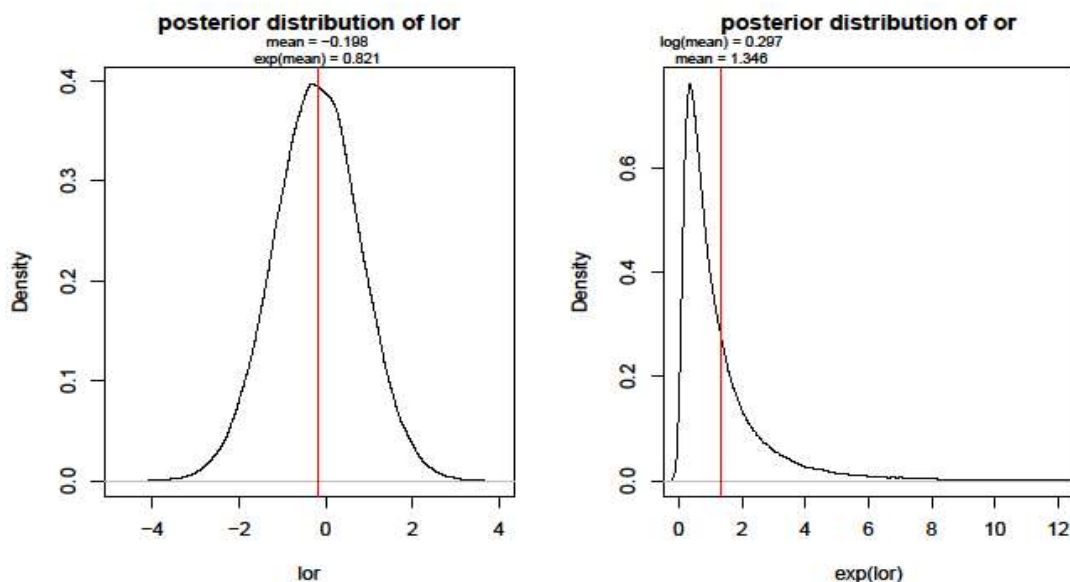 posterior distribution of lor
mean = −0.198
exp(mean) = 0.821
0.4
0.3
0.2
0.1
0.0
Density
−4 −2 0 2 4
lor
posterior distribution of or
log(mean) = 0.297
mean = 1.346
0.6
0.4
0.2
0.0
Density
0 2 4 6 8 10 12
exp(lor)